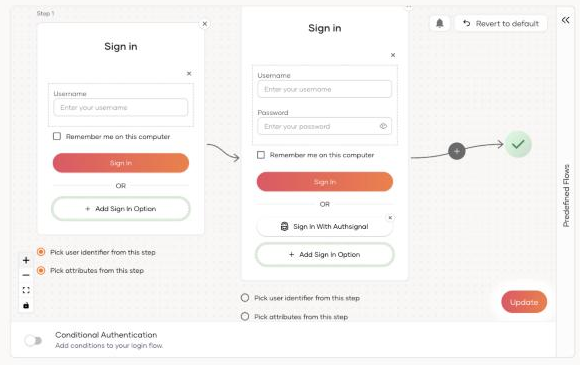 Step 1
Sign in
Username
Enter your username
Remember me on this computer
Sign In
OR
+ Add Sign In Option
Pick user identifier from this step
Pick attributes from this step
Sign in
Username
Enter your username
Password
Enter your password
Remember me on this computer
Sign In
OR
Sign In With Authsignal
+ Add Sign In Option
Pick user identifier from this step
Pick attributes from this step
Revert to default
Predefined Flows
Update
Conditional Authentication
Add conditions to your login flow.